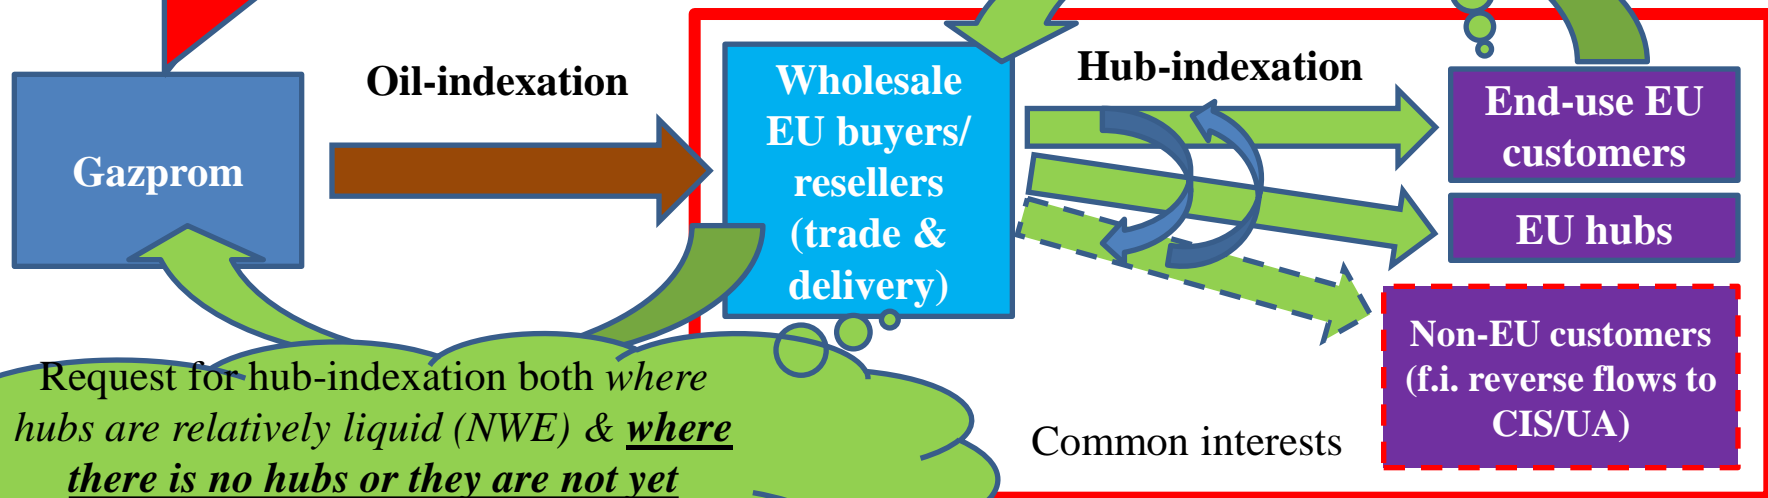 Oil-indexation
Hub-indexation
Gazprom
Wholesale
EU buyers/
resellers
(trade &
delivery)
End-use EU
customers
EU hubs
Non-EU customers
(f.i. reverse flows to
CIS/UA)
Request for hub-indexation both where
hubs are relatively liquid (NWE) & where
there is no hubs or they are not yet
Common interests